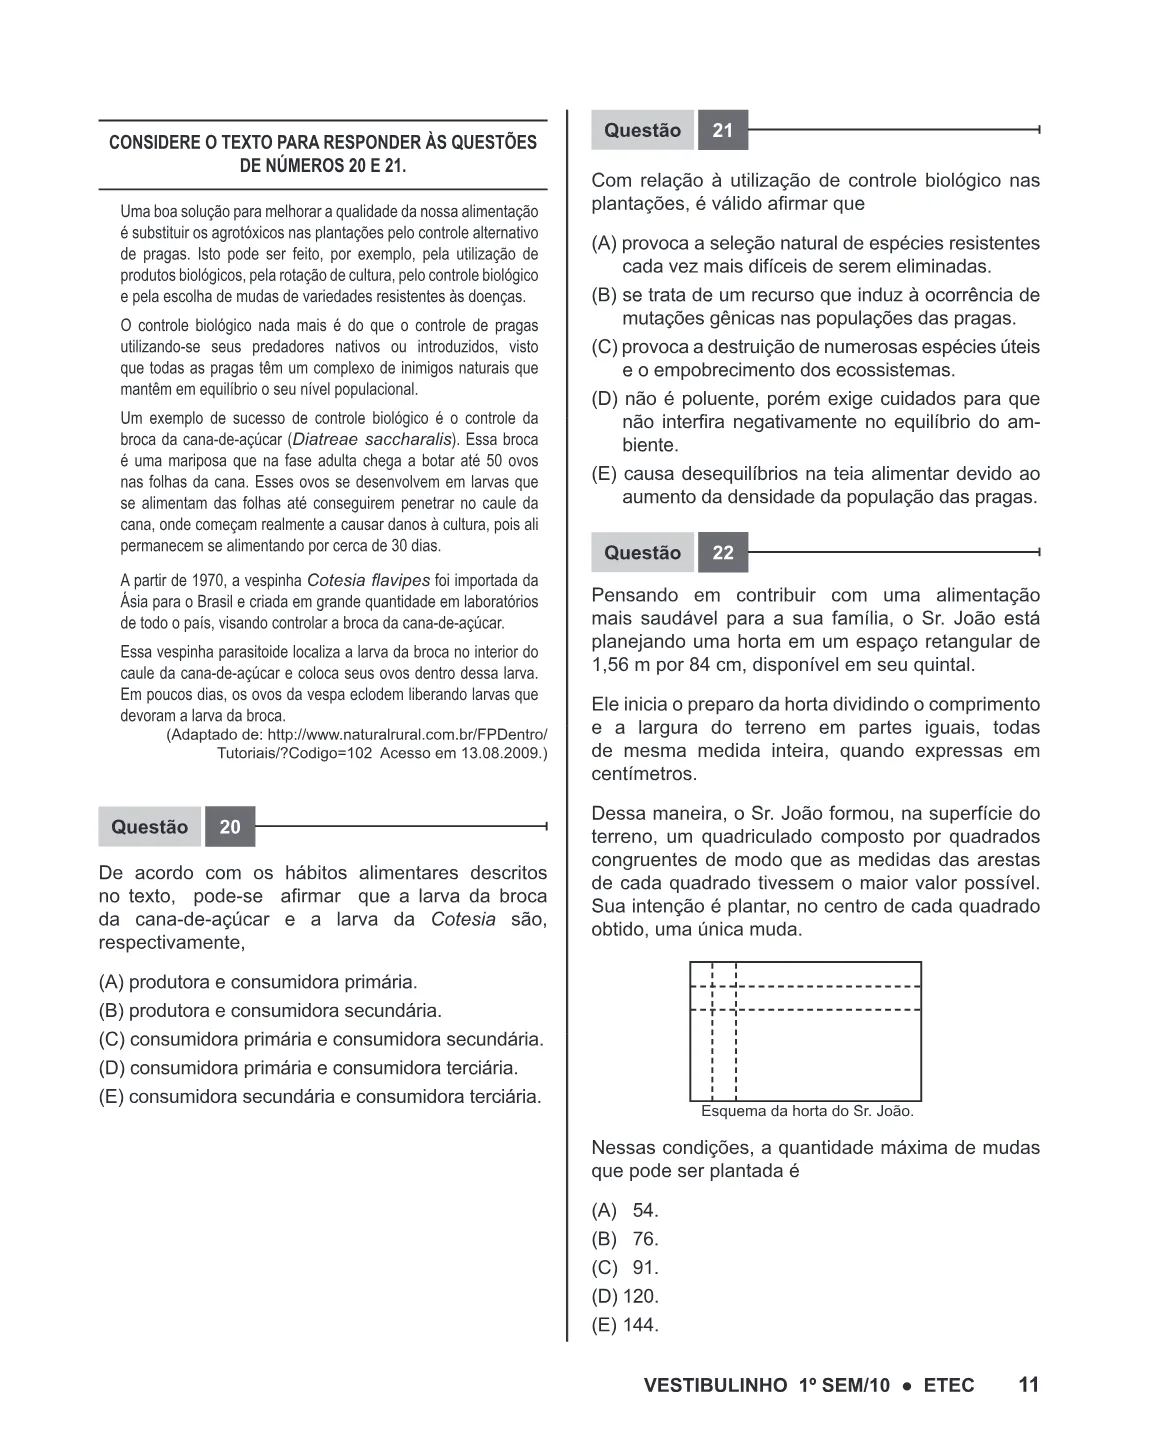 CONSIDERE O TEXTO PARA RESPONDER ÀS QUESTÕES
DE NÚMEROS 20 E 21.
Uma boa solução para melhorar a qualidade da nossa alimentação
é substituir os agrotóxicos nas plantações pelo controle alternativo
de pragas. Isto pode ser feito, por exemplo, pela utilização de
produtos biológicos, pela rotação de cultura, pelo controle biológico
e pela escolha de mudas de variedades resistentes às doenças.
O controle biológico nada mais é do que o controle de pragas
utilizando-se seus predadores nativos ou introduzidos, visto
que todas as pragas têm um complexo de inimigos naturais que
mantêm em equilíbrio o seu nível populacional.
Um exemplo de sucesso de controle biológico é o controle da
broca da cana-de-açúcar (Diatreae saccharalis). Essa broca
é uma mariposa que na fase adulta chega a botar até 50 ovos
nas folhas da cana. Esses ovos se desenvolvem em larvas que
se alimentam das folhas até conseguirem penetrar no caule da
cana, onde começam realmente a causar danos à cultura, pois ali
permanecem se alimentando por cerca de 30 dias.
A partir de 1970, a vespinha Cotesia flavipes foi importada da
Ásia para o Brasil e criada em grande quantidade em laboratórios
de todo o país, visando controlar a broca da cana-de-açúcar.
Essa vespinha parasitoide localiza a larva da broca no interior do
caule da cana-de-açúcar e coloca seus ovos dentro dessa larva.
Em poucos dias, os ovos da vespa eclodem liberando larvas que
devoram a larva da broca.
(Adaptado de: http://www.naturalrural.com.br/FPDentro/
Tutoriais/?Codigo=102 Acesso em 13.08.2009.)
Questão 20
De acordo com os hábitos alimentares descritos
no texto, pode-se afirmar que a larva da broca
da cana-de-açúcar e a larva da Cotesia são,
respectivamente,
(A) produtora e consumidora primária.
(B) produtora e consumidora secundária.
(C) consumidora primária e consumidora secundária.
(D) consumidora primária e consumidora terciária.
(E) consumidora secundária e consumidora terciária.
Questão 21
Com relação à utilização de controle biológico nas
plantações, é válido afirmar que
(A) provoca a seleção natural de espécies resistentes
cada vez mais difíceis de serem eliminadas.
(B) se trata de um recurso que induz à ocorrência de
mutações gênicas nas populações das pragas.
(C) provoca a destruição de numerosas espécies úteis
e o empobrecimento dos ecossistemas.
(D) não é poluente, porém exige cuidados para que
não interfira negativamente no equilíbrio do am-
biente.
(E) causa desequilíbrios na teia alimentar devido ao
aumento da densidade da população das pragas.
Questão 22
Pensando em contribuir com uma alimentação
mais saudável para a sua família, o Sr. João está
planejando uma horta em um espaço retangular de
1,56 m por 84 cm, disponível em seu quintal.
Ele inicia o preparo da horta dividindo o comprimento
e a largura do terreno em partes iguais, todas
de mesma medida inteira, quando expressas em
centímetros.
Dessa maneira, o Sr. João formou, na superfície do
terreno, um quadriculado composto por quadrados
congruentes de modo que as medidas das arestas
de cada quadrado tivessem o maior valor possível.
Sua intenção é plantar, no centro de cada quadrado
obtido, uma única muda.
Esquema da horta do Sr. João.
Nessas condições, a quantidade máxima de mudas
que pode ser plantada é
(A) 54.
(B) 76.
(C) 91.
(D) 120.
(E) 144.
VESTIBULINHO 1º SEM/10 ● ETEC 11